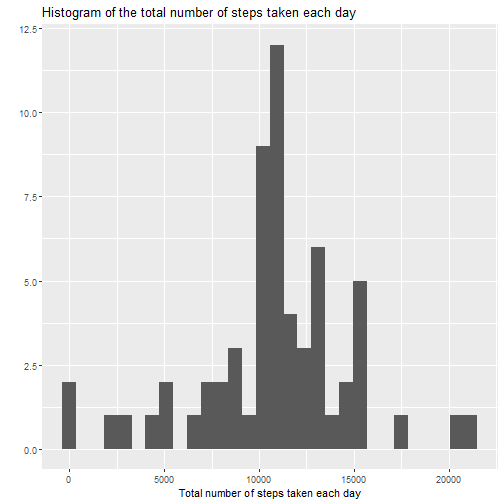 Histogram of the total number of steps taken each day
12.5
10.0
7.5
5.0
2.5
0.0
0 5000 10000 15000 20000
Total number of steps taken each day